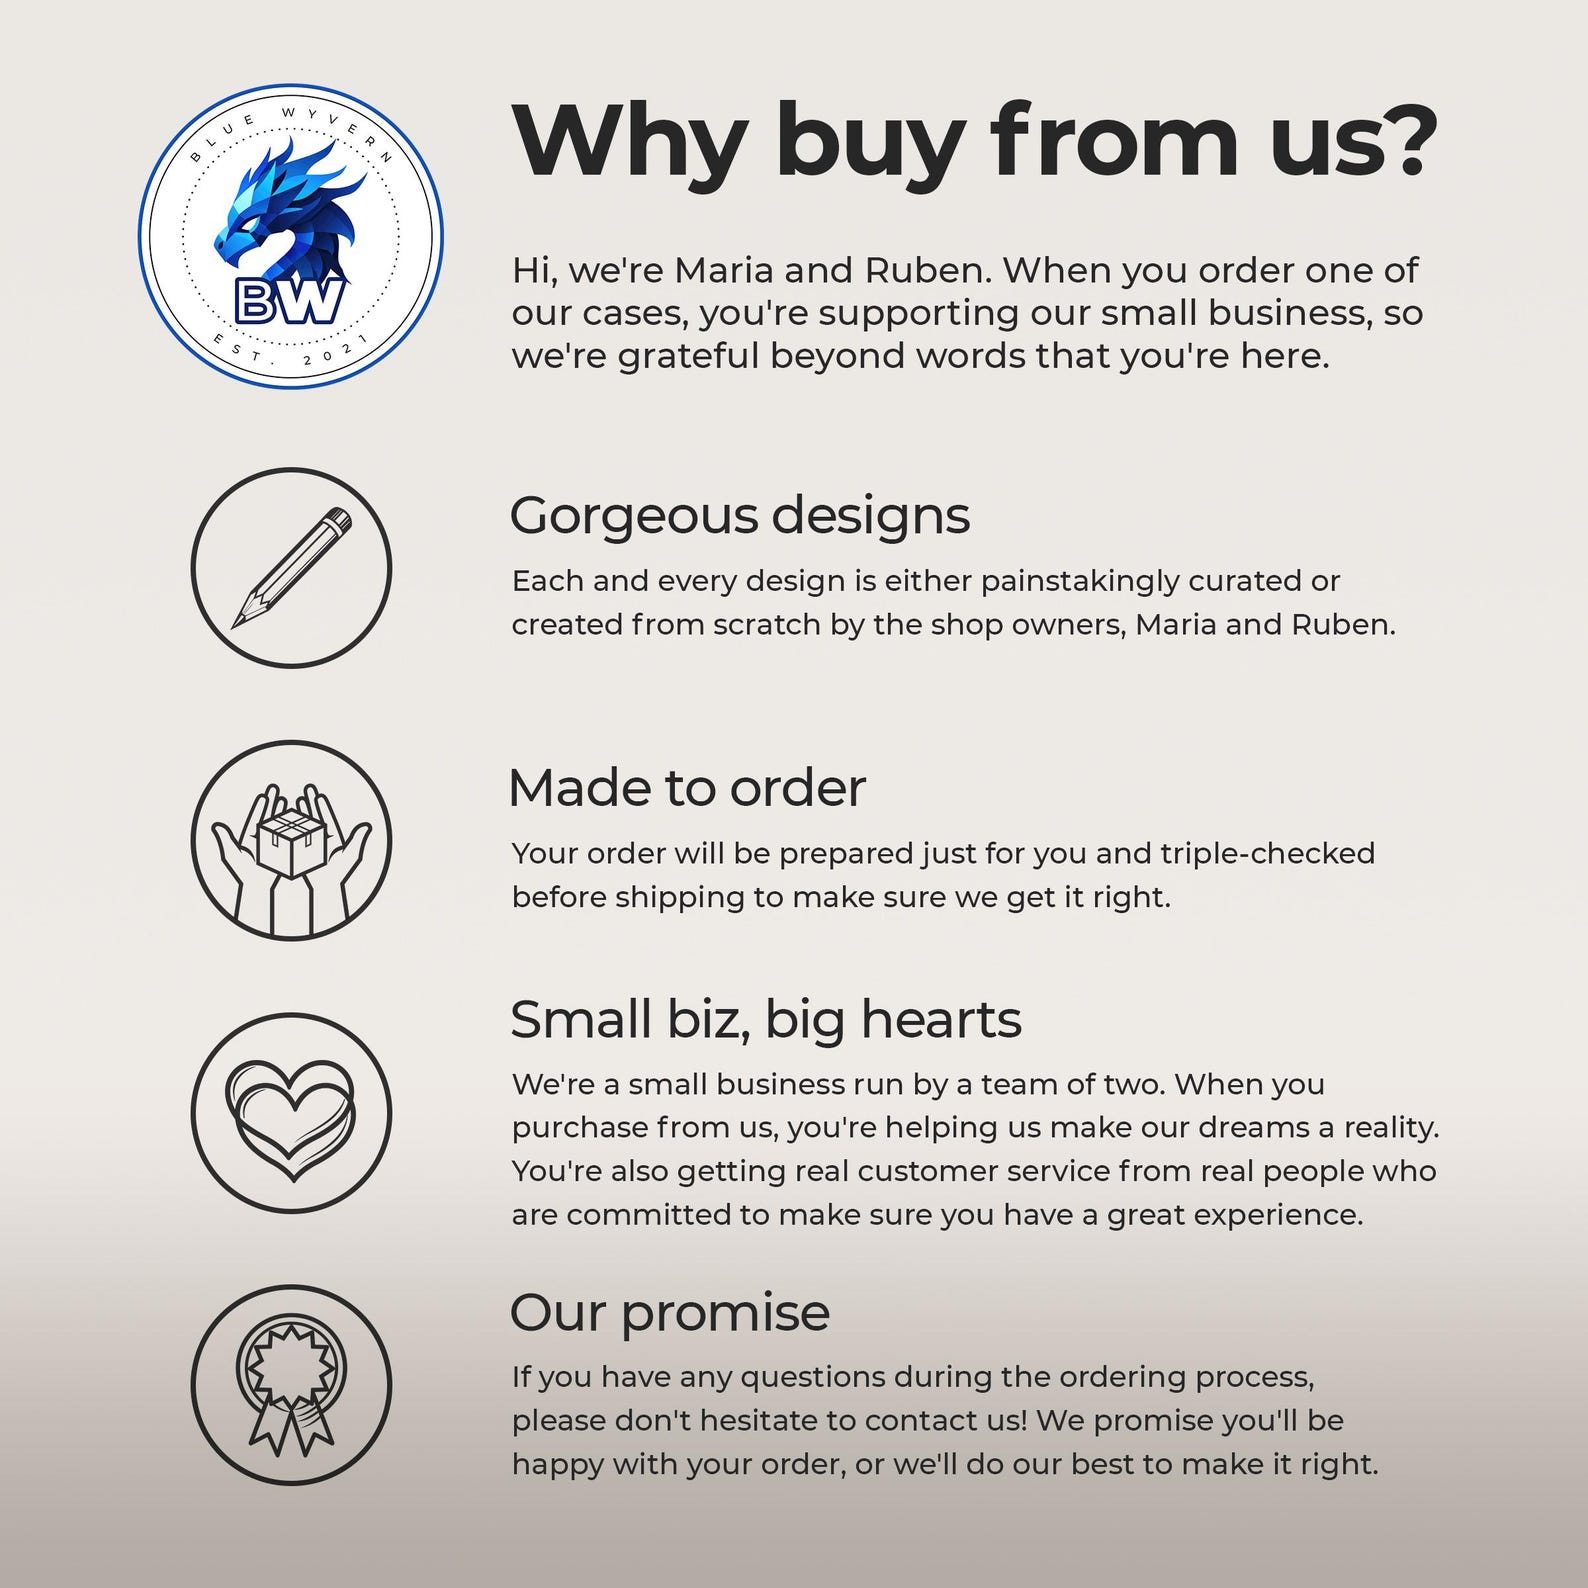 BLUE WYVERN
BW
EST. 2021
Why buy from us?
Hi, we're Maria and Ruben. When you order one of
our cases, you're supporting our small business, so
we're grateful beyond words that you're here.
Gorgeous designs
Each and every design is either painstakingly curated or
created from scratch by the shop owners, Maria and Ruben.
Made to order
Your order will be prepared just for you and triple-checked
before shipping to make sure we get it right.
Small biz, big hearts
We're a small business run by a team of two. When you
purchase from us, you're helping us make our dreams a reality.
You're also getting real customer service from real people who
are committed to make sure you have a great experience.
Our promise
If you have any questions during the ordering process,
please don't hesitate to contact us! We promise you'll be
happy with your order, or we'll do our best to make it right.